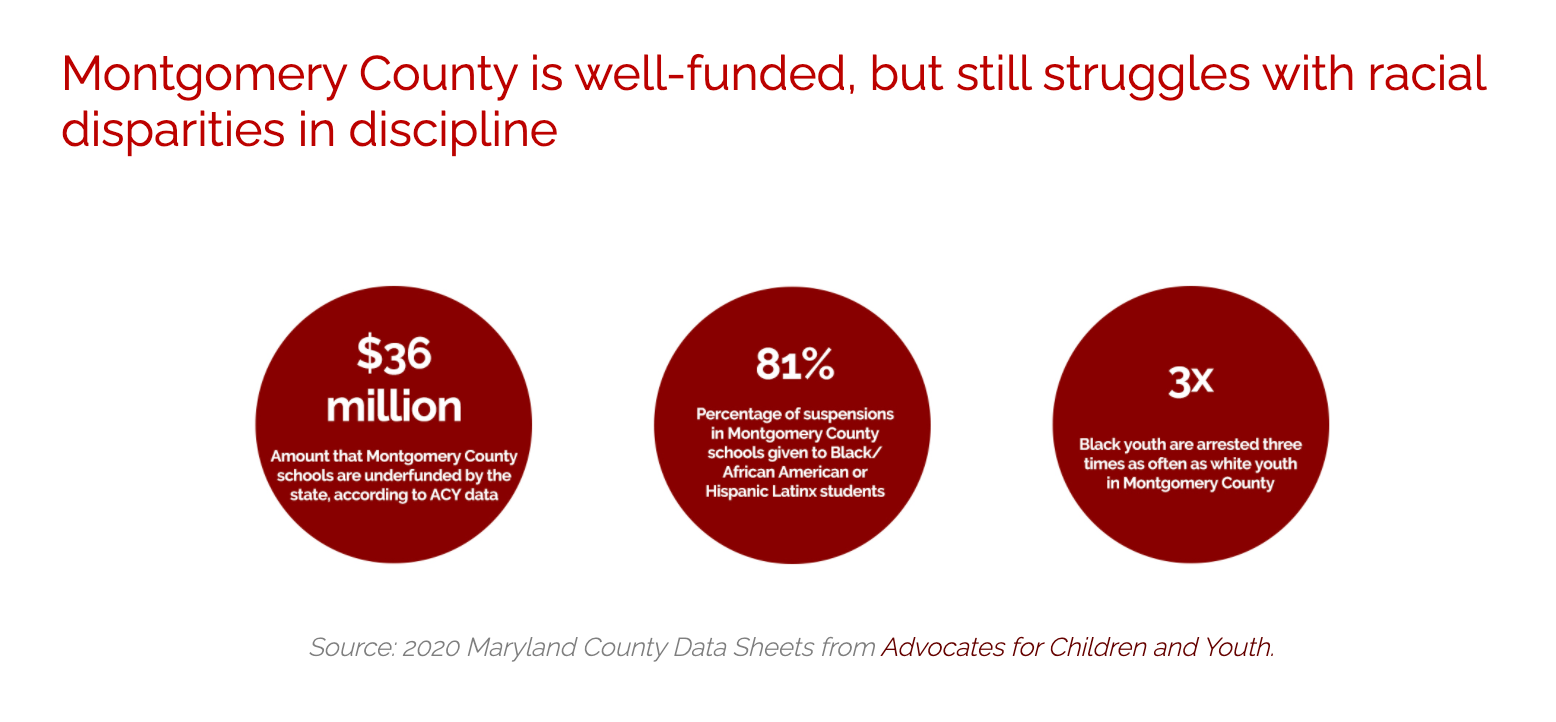 Montgomery County is well-funded, but still struggles with racial
disparities in discipline
$36
million
Amount that Montgomery County
schools are underfunded by the
state, according to ACY data
81%
Percentage of suspensions
in Montgomery County
schools given to Black/
African American or
Hispanic Latinx students
3x
Black youth are arrested three
times as often as white youth
in Montgomery County
Source: 2020 Maryland County Data Sheets from Advocates for Children and Youth.